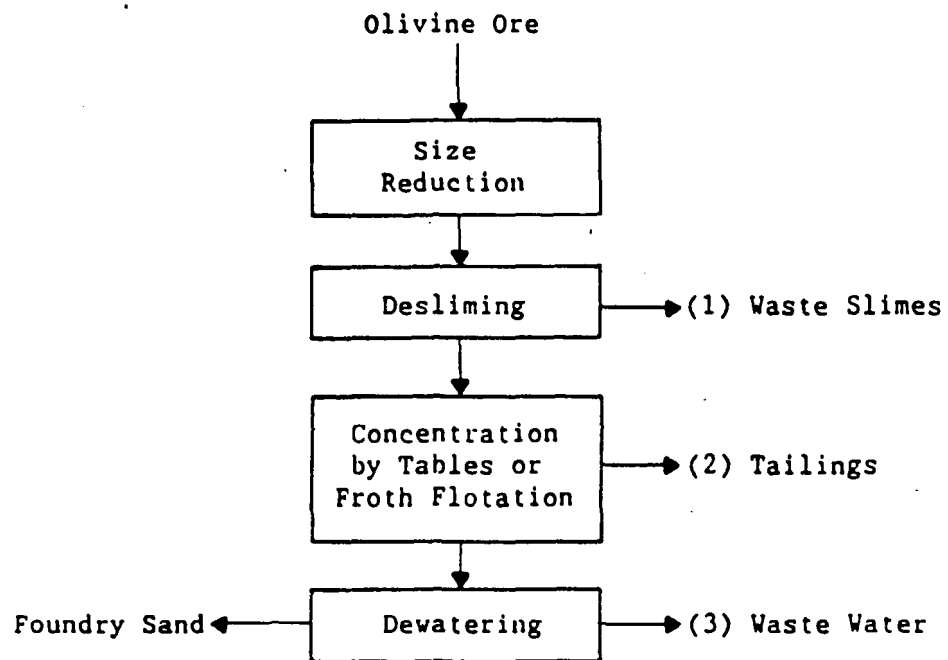 Olivine Ore
Size
Reduction
Desliming
(1) Waste Slimes
Concentration
by Tables or
Froth Flotation
(2) Tailings
Foundry Sand
Dewatering
(3) Waste Water